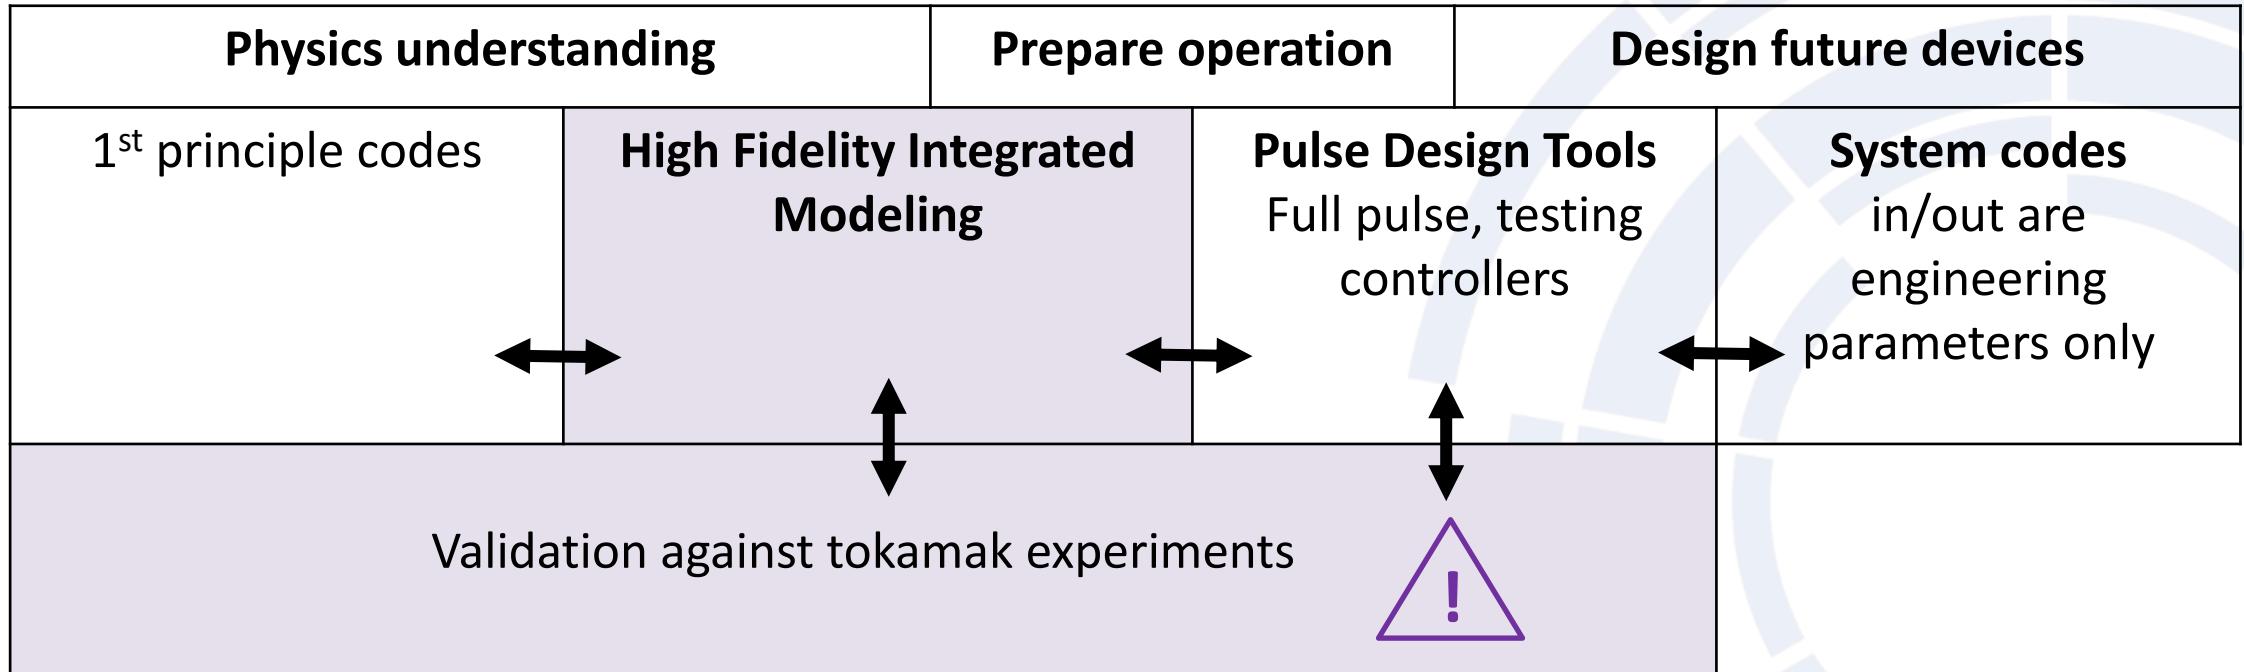 Physics understanding
Prepare operation
Design future devices
1st principle codes
High Fidelity Integrated
Modeling
Pulse Design Tools
Full pulse, testing
controllers
System codes
in/out are
engineering
parameters only
Validation against tokamak experiments
!